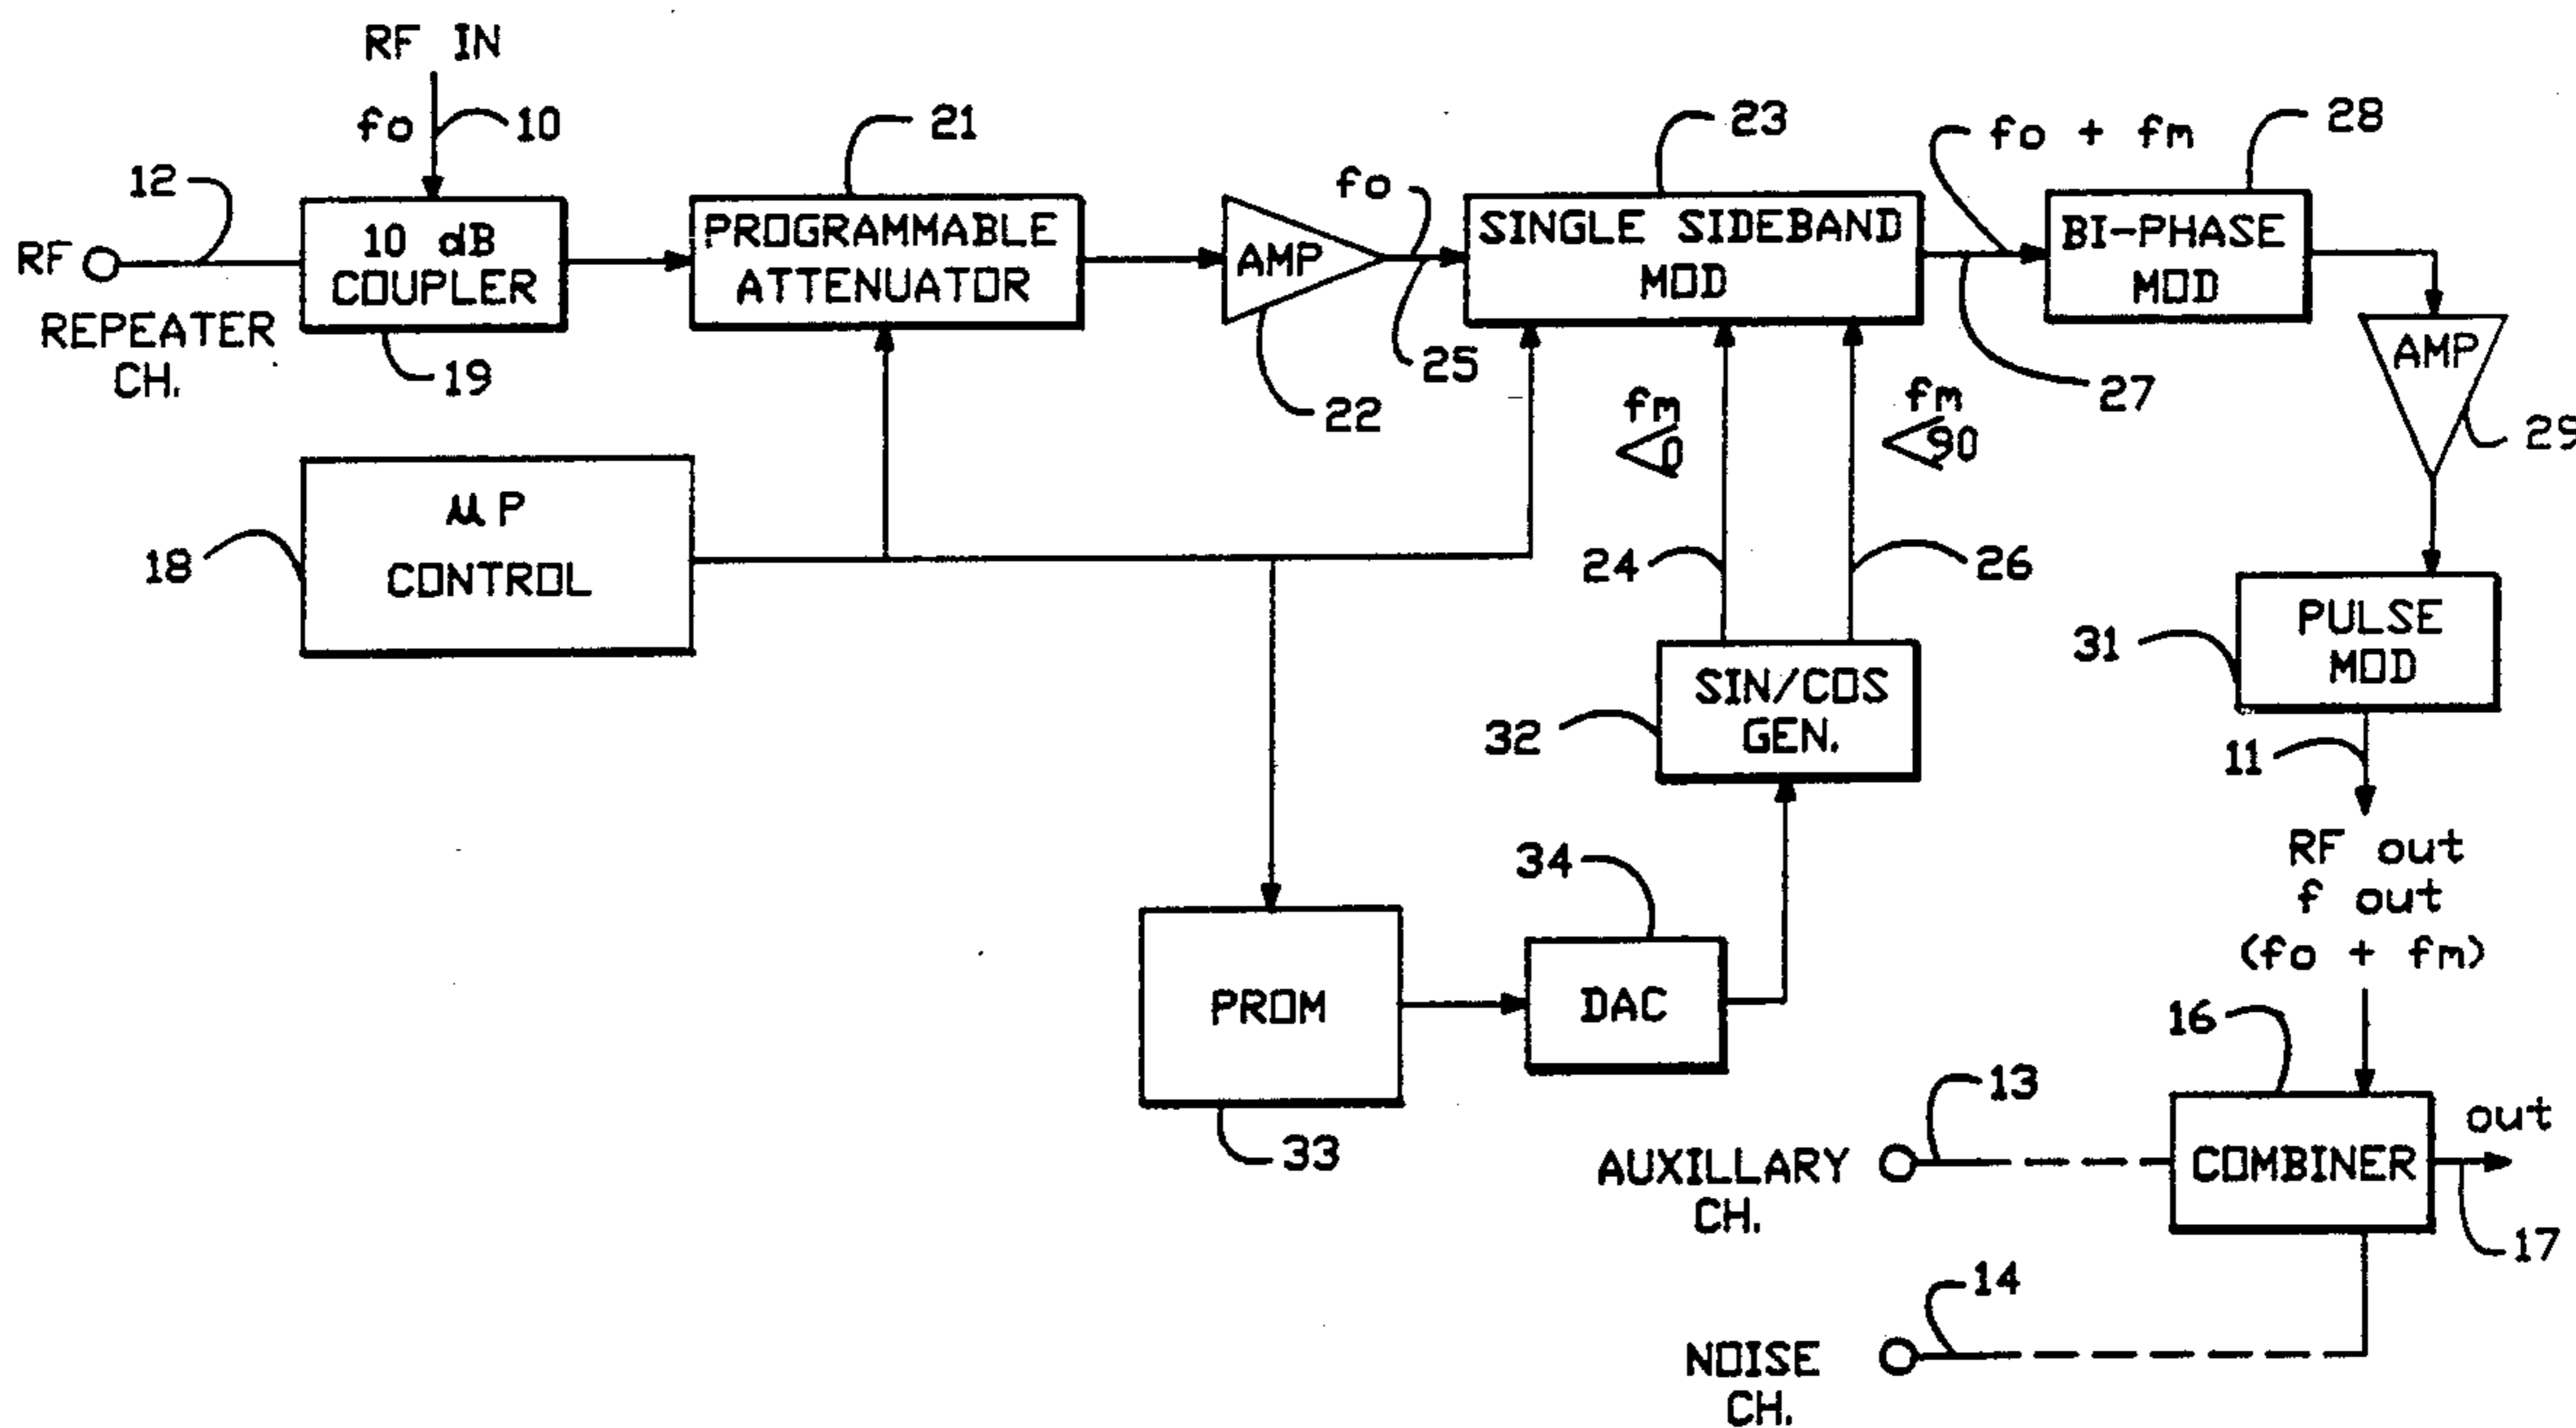 RF IN
fo
10
12
RF
REPEATER
CH.
10 dB
COUPLER
19
21
PROGRAMMABLE
ATTENUATOR
AMP
22
fo
25
23
SINGLE SIDEBAND
MOD
fo + fm
27
28
BI-PHASE
MOD
AMP
29
18
μP
CONTROL
fm
0
fm
90
24
26
32
SIN/COS
GEN.
31
PULSE
MOD
11
RF out
f out
(fo + fm)
PROM
33
34
DAC
16
COMBINER
out
17
13
AUXILLARY
CH.
14
NOISE
CH.